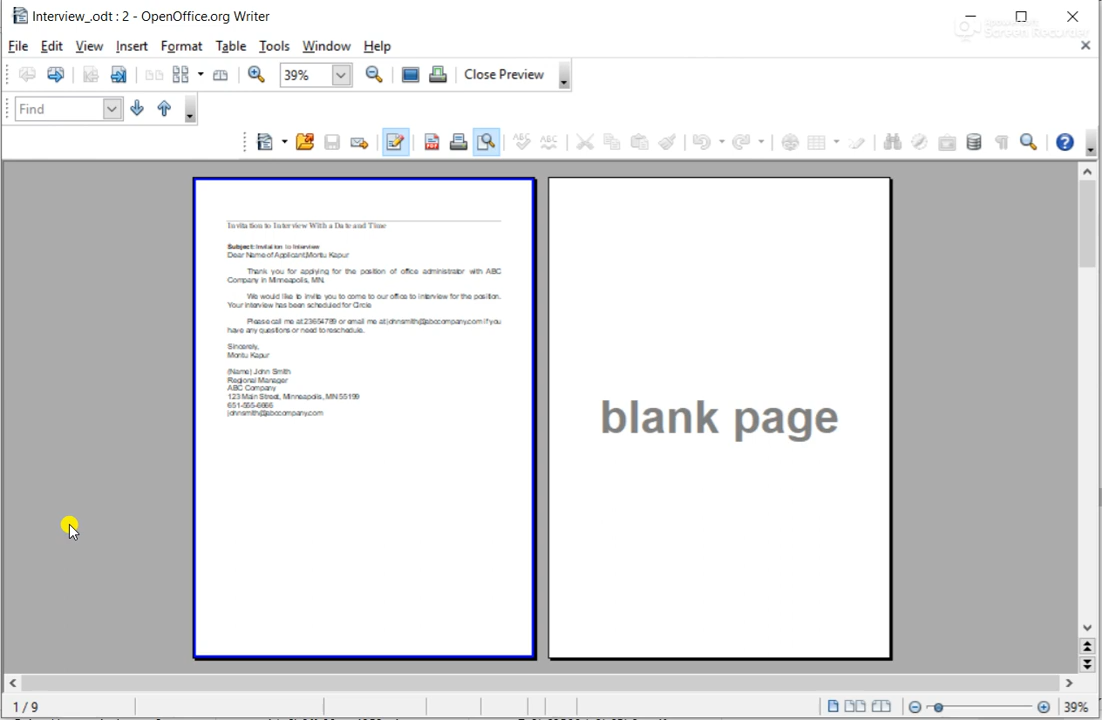 Interview_.odt : 2 - OpenOffice.org Writer
Screen Recorder
File Edit View Insert Format Table Tools Window Help
39% Close Preview
Find
Invitation to Interview With a Date and Time
Subject: Invitation to Interview
Dear Name of Applicant,Montu Kapur
Thank you for applying for the position of office administrator with ABC
Company in Minneapolis, MN.
We would like to invite you to come to our office to interview for the position.
Your interview has been scheduled for Circle
Please call me at 23654789 or email me at johnsmith@abccompany.com if you
have any questions or need to reschedule.
Sincerely,
Montu Kapur
(Name) John Smith
Regional Manager
ABC Company
123 Main Street, Minneapolis, MN 55199
651-555-6666
johnsmith@abccompany.com
blank page
1 / 9
39%